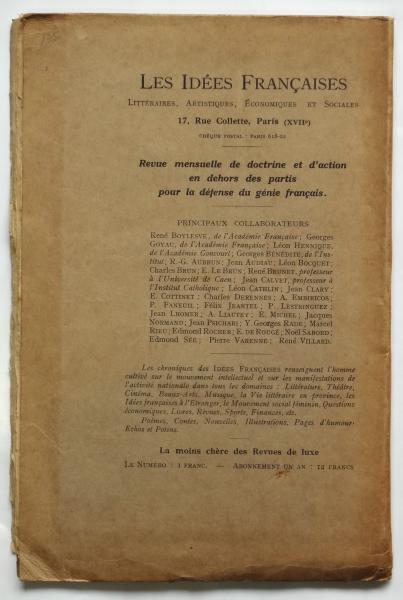 LES IDÉES FRANÇAISES
LITTÉRAIRES, ARTISTIQUES, ÉCONOMIQUES ET SOCIALES
17, Rue Collette, Paris (XVIIe)
CHÈQUE POSTAL : PARIS 618-22
Revue mensuelle de doctrine et d'action
en dehors des partis
pour la défense du génie français.
PRINCIPAUX COLLABORATEURS
René BOYLESVE, de l'Académie Française; Georges
GOYAU, de l'Académie Française; Léon HENNIQUE,
de l'Académie Goncourt; Georges BÉNÉDITE, de l'Ins-
titut; R.-G. AUBRUN; Jean AUDIAU; Léon BOCQUET;
Charles BRUN; E. LE BRUN; René BRUNET, professeur
à l'Université de Caen; Jean CALVET, professeur à
l'Institut Catholique; Léon CATHLIN; Jean CLARY;
E. COTTINET; Charles DERENNES; A. EMBIRICOS;
P. FANEUIL; Félix JEANTET; P. LESTRINGUEZ;
Jean LHOMER; A. LIAUTEY; E. MICHEL; Jacques
NORMAND; Jean PSICHARI; Y. Georges RADE; Marcel
RIEU; Edmond ROCHER; E. DE ROUGÉ; Noël SABORD;
Edmond SÉE; Pierre VARENNE; René VILLARD.
Les chroniques des IDÉES FRANÇAISES renseignent l'homme
cultivé sur le mouvement intellectuel et sur les manifestations de
l'activité nationale dans tous les domaines : Littérature, Théâtre,
Cinéma, Beaux-Arts, Musique, la Vie littéraire en province, les
Idées françaises à l'Etranger, le Mouvement social féminin, Questions
économiques, Livres, Revues, Sports, Finances, etc.
Poèmes, Contes, Nouvelles, Illustrations, Pages d'humour-
Echos et Potins.
La moins chère des Revues de luxe
LE NUMÉRO : 1 FRANC. — ABONNEMENT UN AN : 12 FRANCS